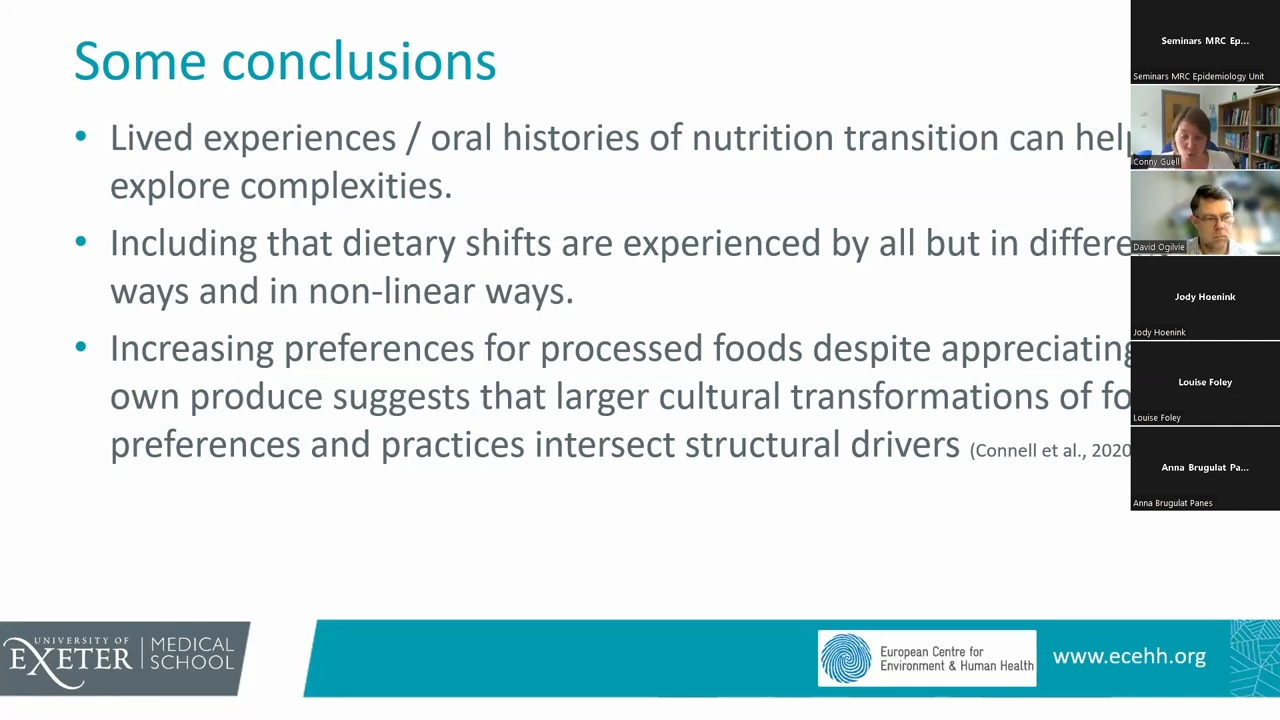 Some conclusions
• Lived experiences / oral histories of nutrition transition can
explore complexities.
• Including that dietary shifts are experienced by all but in
ways and in non-linear ways.
• Increasing preferences for processed foods despite appreciating
own produce suggests that larger cultural transformations of
preferences and practices intersect structural drivers (Connell et al., 2020
Seminars MRC Ep...
Seminars MRC Epidemiology Unit
Conny Guell
David Ogilvie
Jody Hoenink
Jody Hoenink
Louise Foley
Louise Foley
Anna Brugulat Pa...
Anna Brugulat Panes
UNIVERSITY OF
EXETER
MEDICAL
SCHOOL
European Centre for
Environment & Human Health
www.ecehh.org